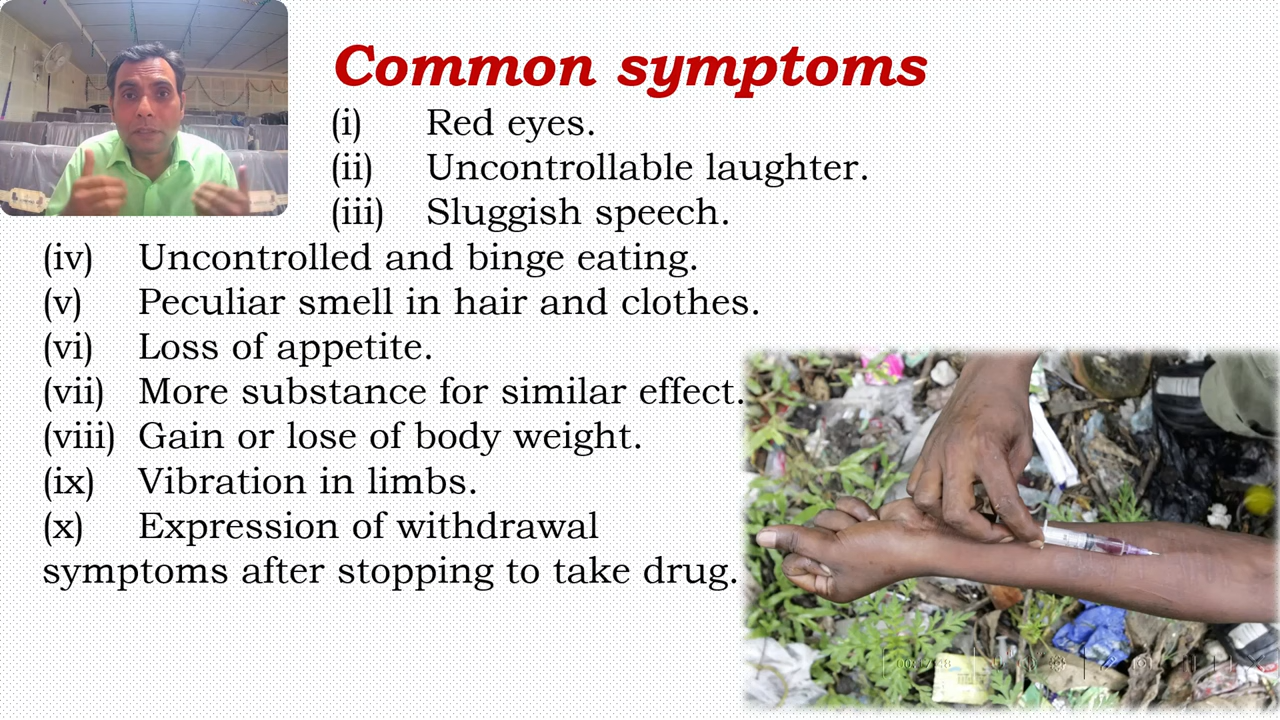 Common symptoms
(i) Red eyes.
(ii) Uncontrollable laughter.
(iii) Sluggish speech.
(iv) Uncontrolled and binge eating.
(v) Peculiar smell in hair and clothes.
(vi) Loss of appetite.
(vii) More substance for similar effect.
(viii) Gain or lose of body weight.
(ix) Vibration in limbs.
(x) Expression of withdrawal
symptoms after stopping to take drug.